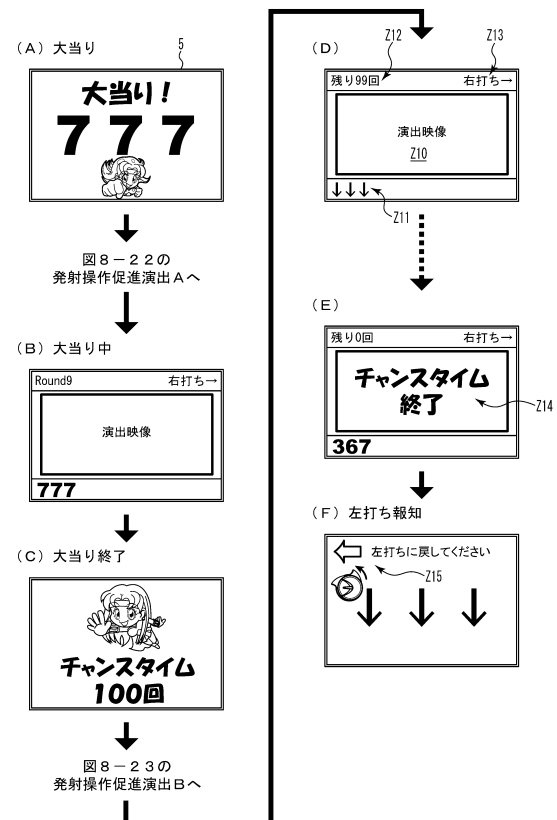 (A)大当り
5
大当り!
777
図8-22の
発射操作促進演出Aへ
(B)大当り中
Round9 右打ち→
演出映像
777
(C)大当り終了
チャンスタイム
100回
図8-23の
発射操作促進演出Bへ
(D)
Z12
Z13
残り99回 右打ち→
演出映像
Z10
↓↓↓
Z11
(E)
残り0回 右打ち→
チャンスタイム
終了
Z14
367
(F)左打ち報知
左打ちに戻してください
Z15
↓ ↓ ↓